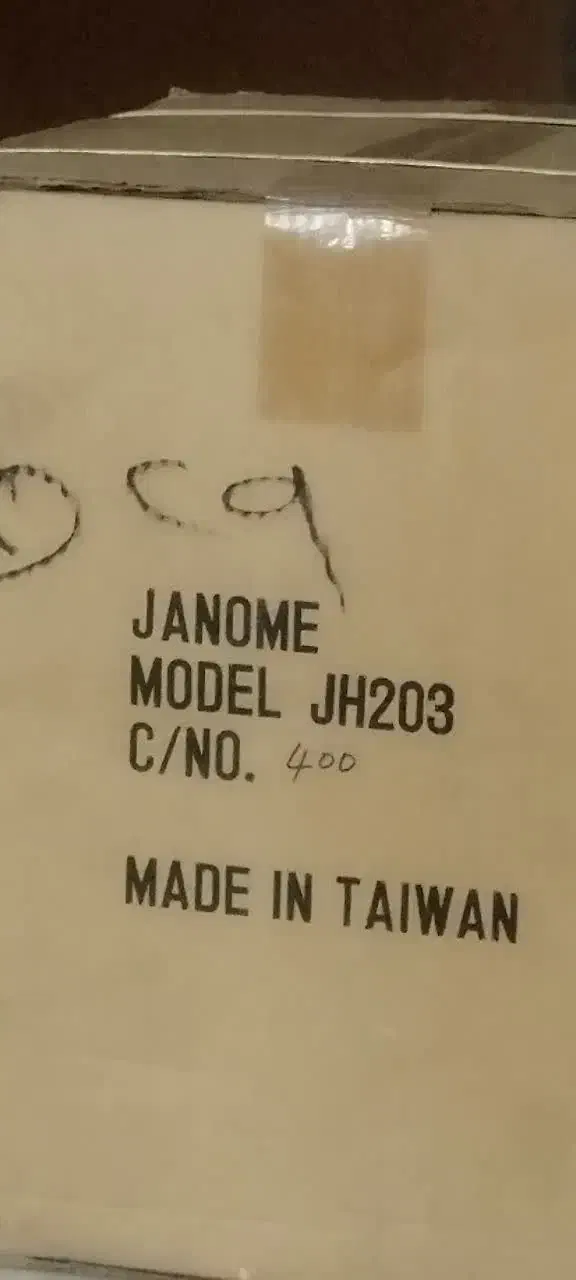 JANOME
MODEL JH203
C/NO. 400
MADE IN TAIWAN